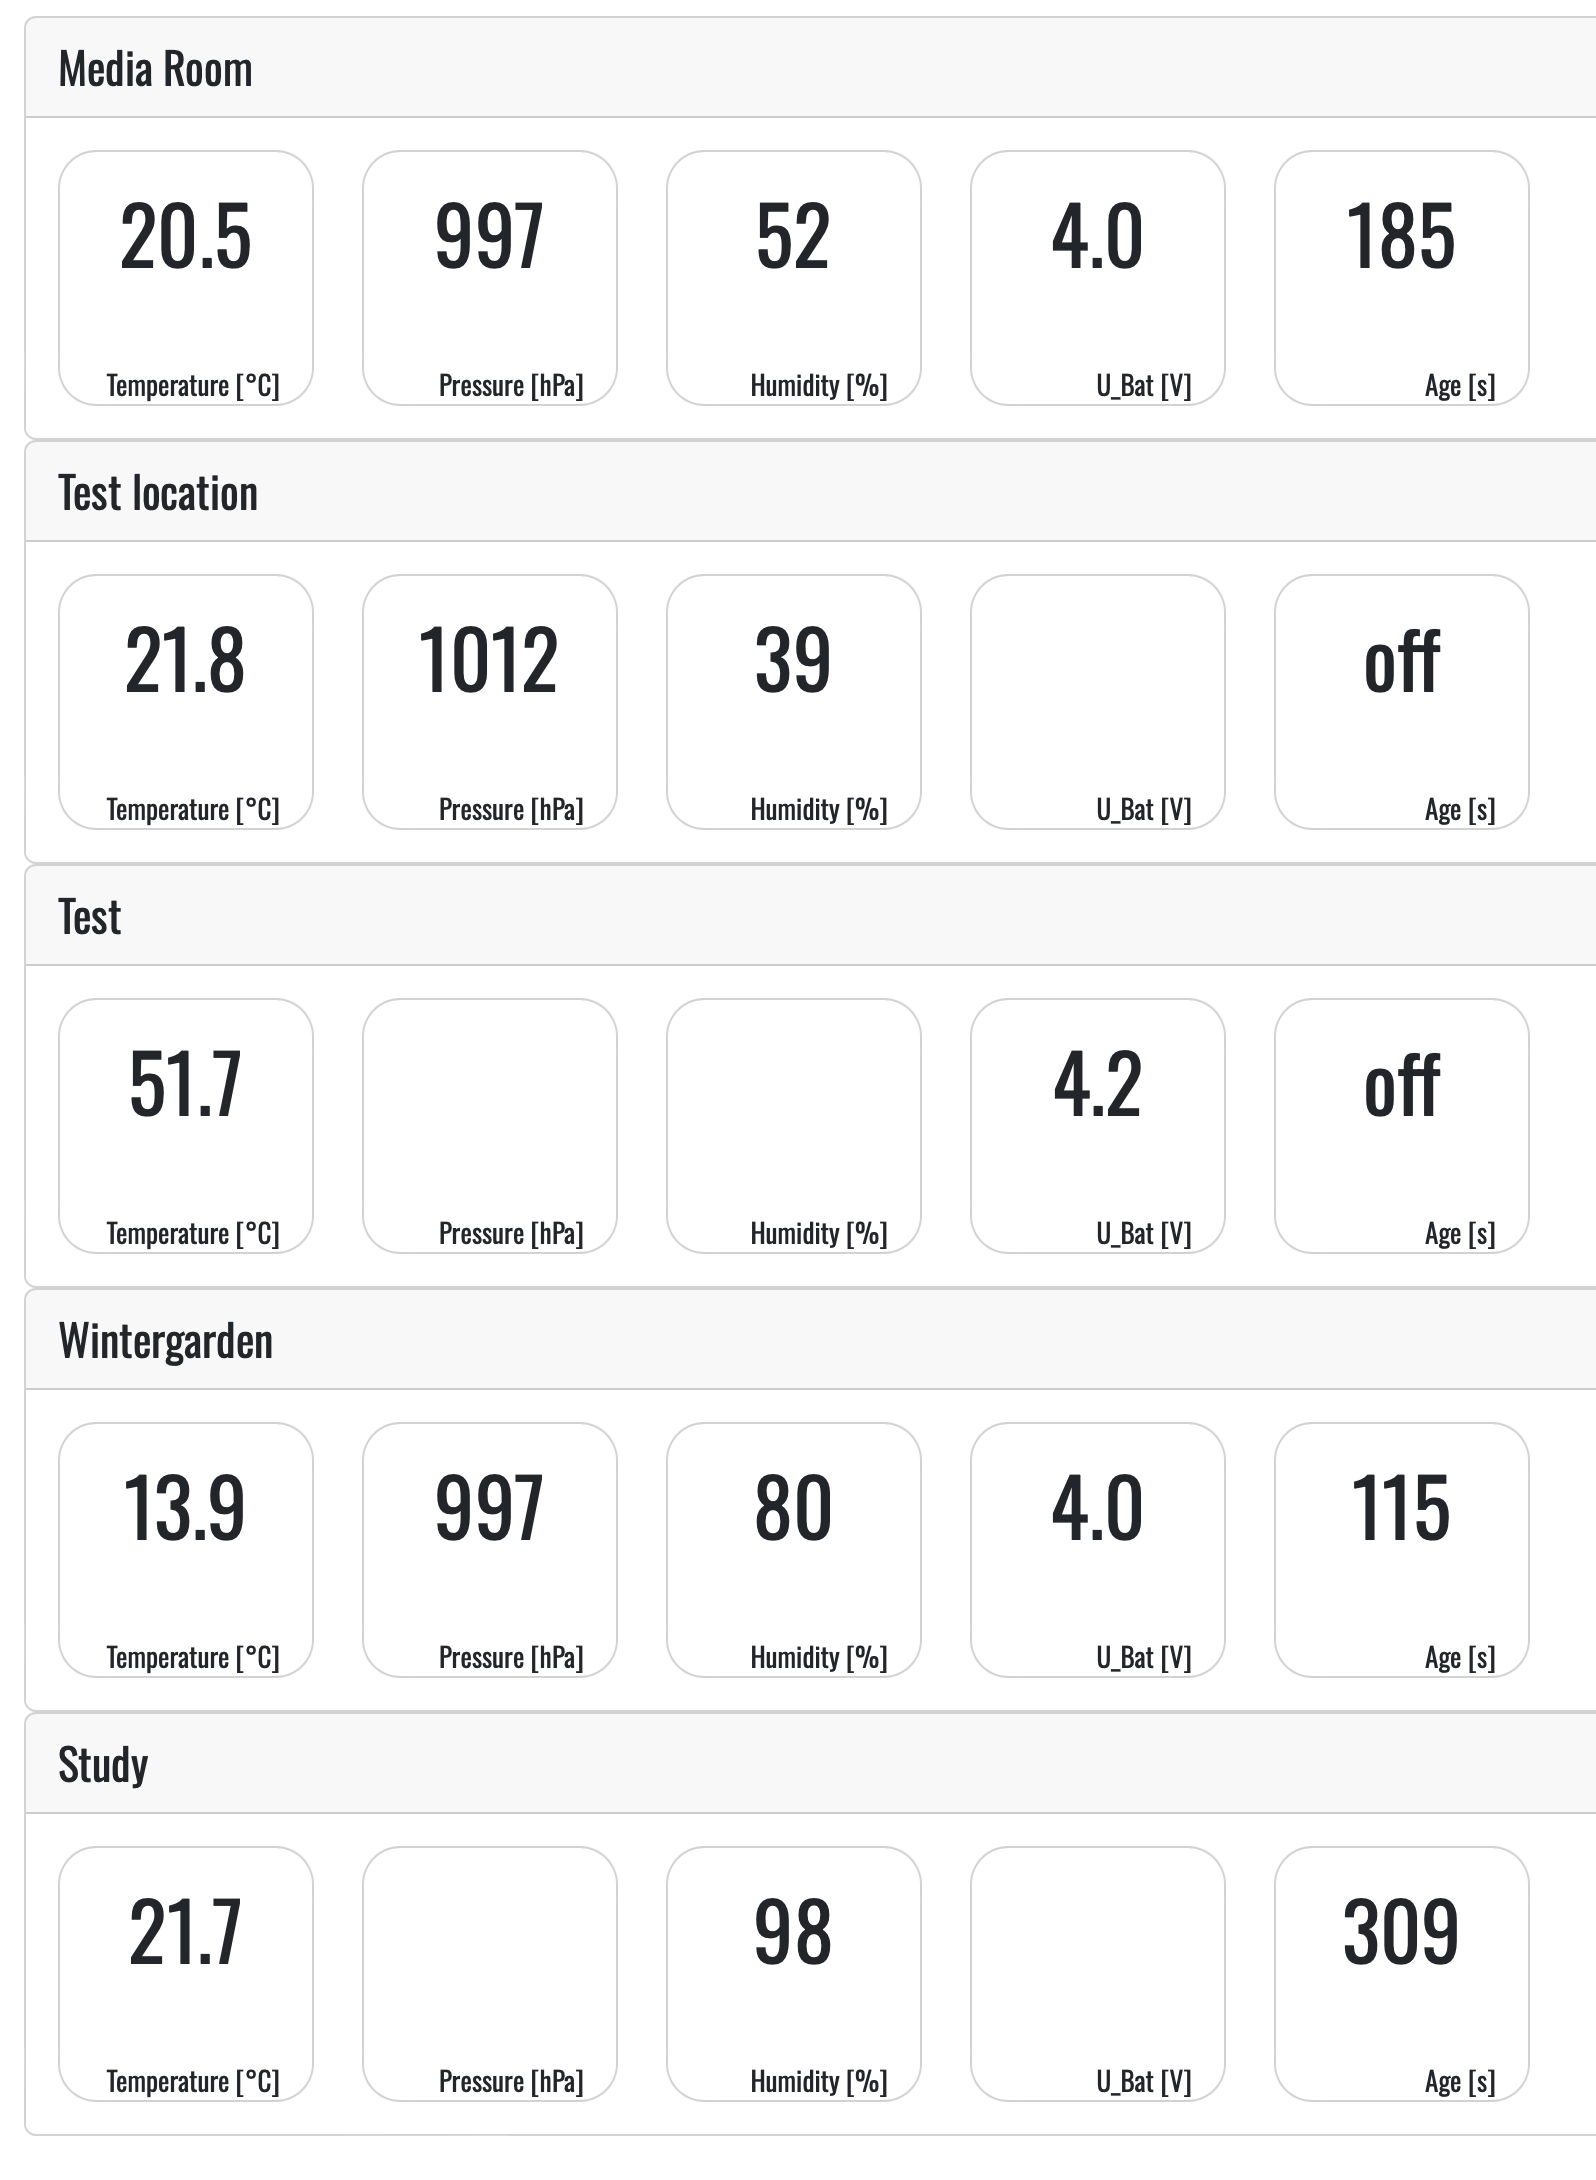 Media Room
20.5 997 52 4.0 185
Temperature [°C] Pressure [hPa] Humidity [%] U_Bat [V] Age [s]
Test location
21.8 1012 39 off
Temperature [°C] Pressure [hPa] Humidity [%] U_Bat [V] Age [s]
Test
51.7 4.2 off
Temperature [°C] Pressure [hPa] Humidity [%] U_Bat [V] Age [s]
Wintergarden
13.9 997 80 4.0 115
Temperature [°C] Pressure [hPa] Humidity [%] U_Bat [V] Age [s]
Study
21.7 98 309
Temperature [°C] Pressure [hPa] Humidity [%] U_Bat [V] Age [s]